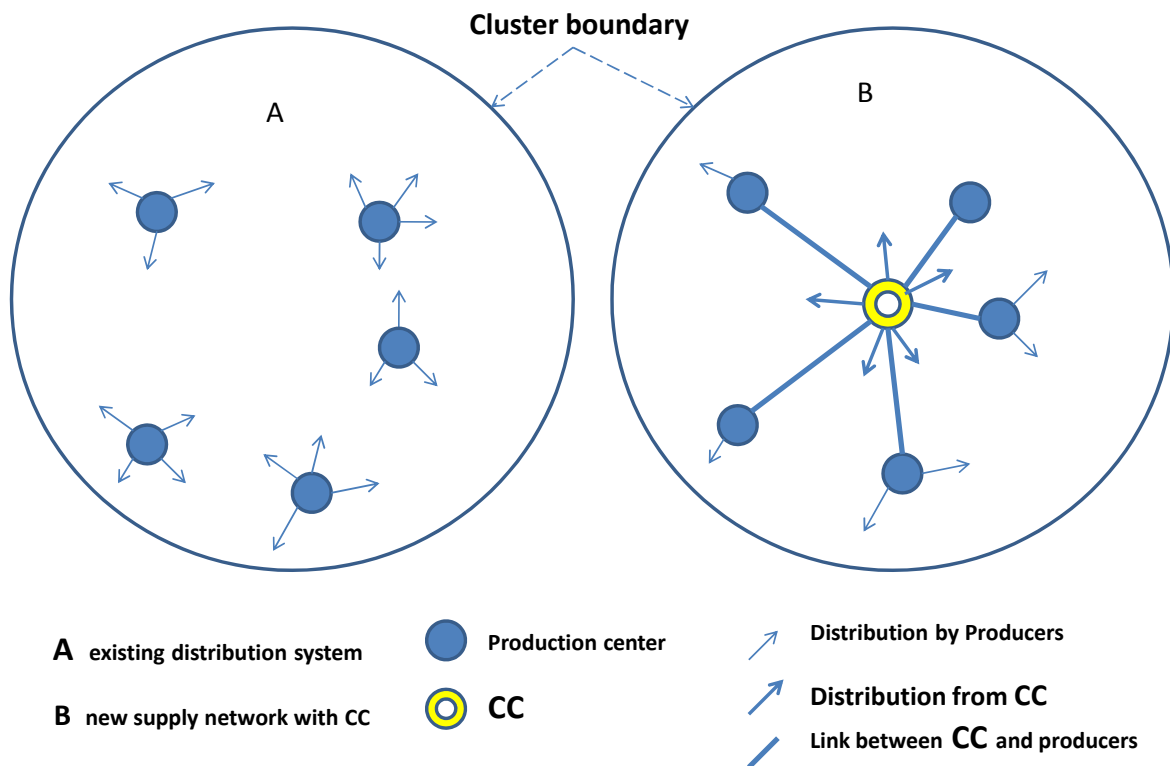 Cluster boundary
A
B
A existing distribution system
B new supply network with CC
Production center
CC
Distribution by Producers
Distribution from CC
Link between CC and producers